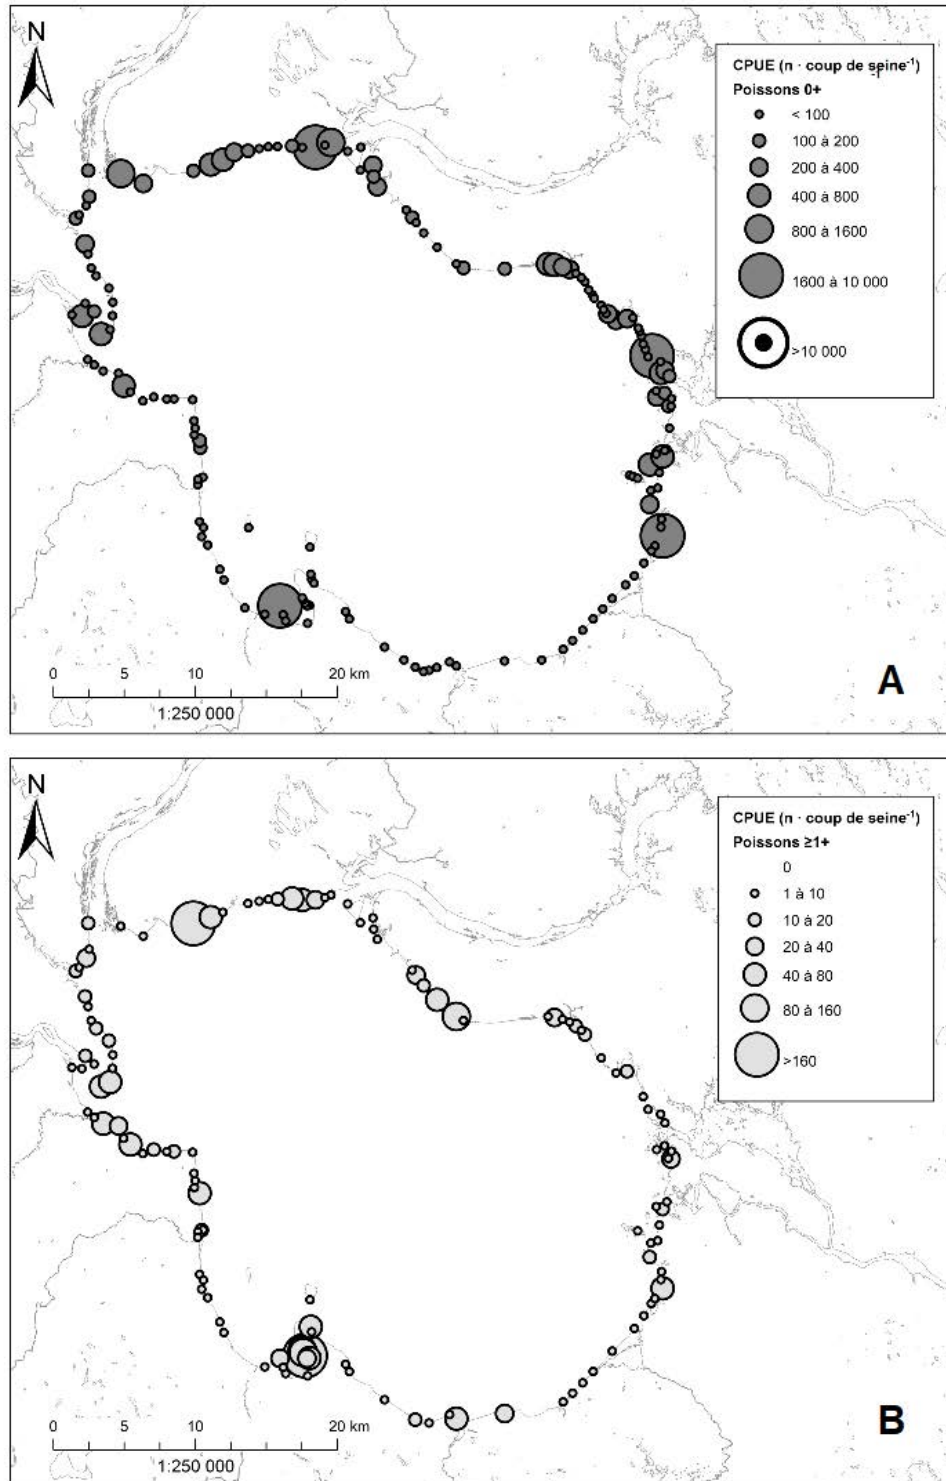 N
CPUE (n · coup de seine⁻¹)
Poissons 0+
< 100
100 à 200
200 à 400
400 à 800
800 à 1600
1600 à 10 000
>10 000
0 5 10 20 km
1:250 000
A
N
CPUE (n · coup de seine⁻¹)
Poissons ≥1+
0
1 à 10
10 à 20
20 à 40
40 à 80
80 à 160
>160
0 5 10 20 km
1:250 000
B